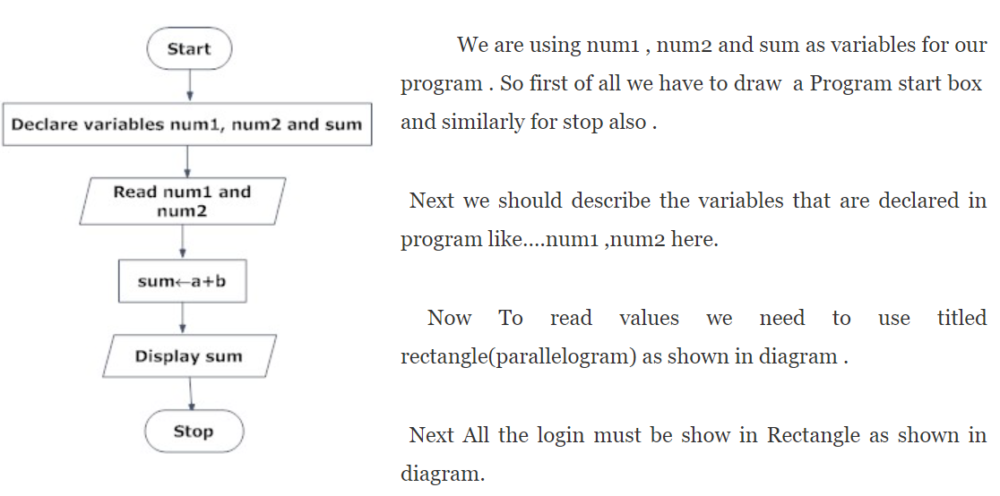 Start
Declare variables num1, num2 and sum
Read num1 and
num2
sum←a+b
Display sum
Stop
We are using num1 , num2 and sum as variables for our
program . So first of all we have to draw a Program start box
and similarly for stop also .
Next we should describe the variables that are declared in
program like....num1 ,num2 here.
Now To read values we need to use titled
rectangle(parallelogram) as shown in diagram .
Next All the login must be show in Rectangle as shown in
diagram.